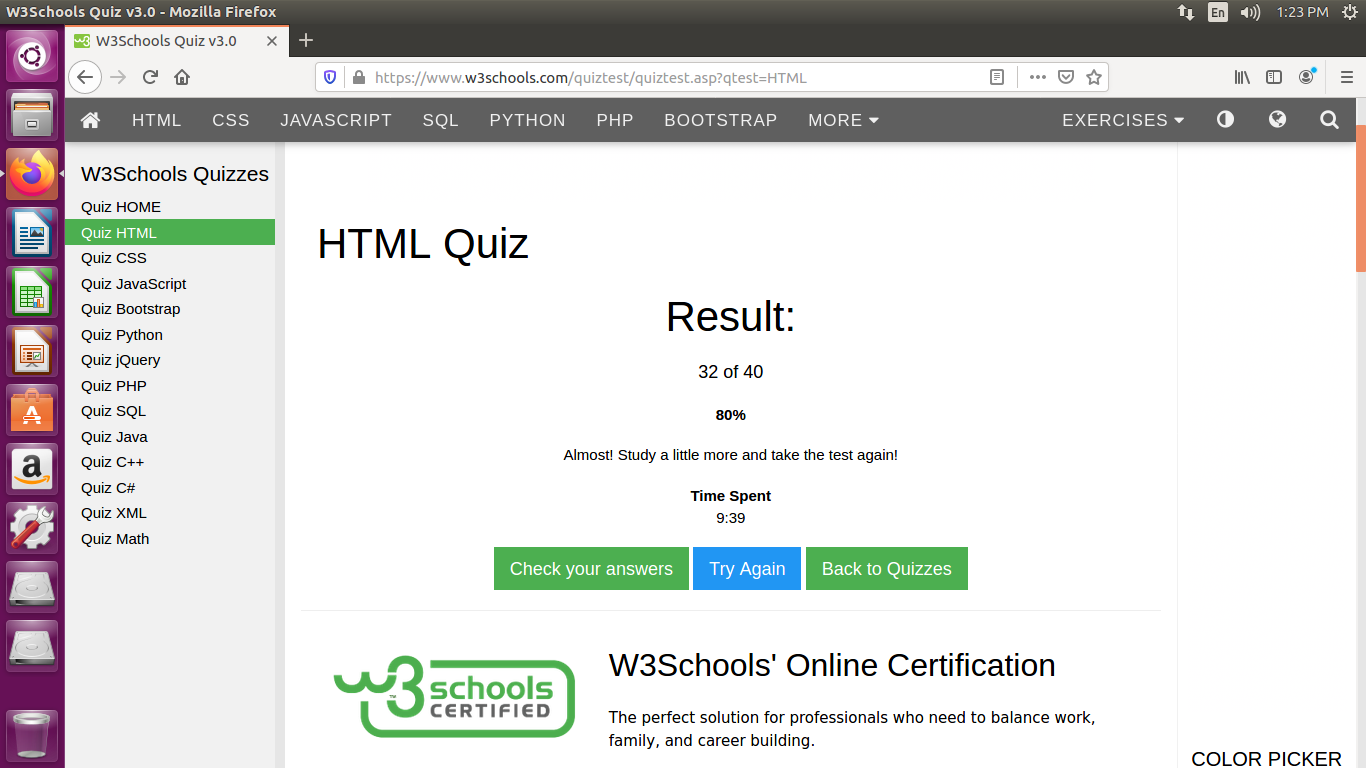 W3Schools Quiz v3.0 - Mozilla Firefox
En
1:23 PM
W3Schools Quiz v3.0
https://www.w3schools.com/quiztest/quiztest.asp?qtest=HTML
HTML CSS JAVASCRIPT SQL PYTHON PHP BOOTSTRAP MORE EXERCISES
W3Schools Quizzes
Quiz HOME
Quiz HTML
Quiz CSS
Quiz JavaScript
Quiz Bootstrap
Quiz Python
Quiz jQuery
Quiz PHP
Quiz SQL
Quiz Java
Quiz C++
Quiz C#
Quiz XML
Quiz Math
HTML Quiz
Result:
32 of 40
80%
Almost! Study a little more and take the test again!
Time Spent
9:39
Check your answers
Try Again
Back to Quizzes
w3schools
™
CERTIFIED
W3Schools' Online Certification
The perfect solution for professionals who need to balance work,
family, and career building.
COLOR PICKER